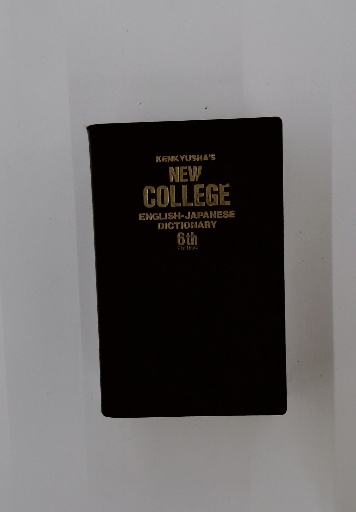 KENKYUSHA'S
NEW
COLLEGE
ENGLISH-JAPANESE
DICTIONARY
6th